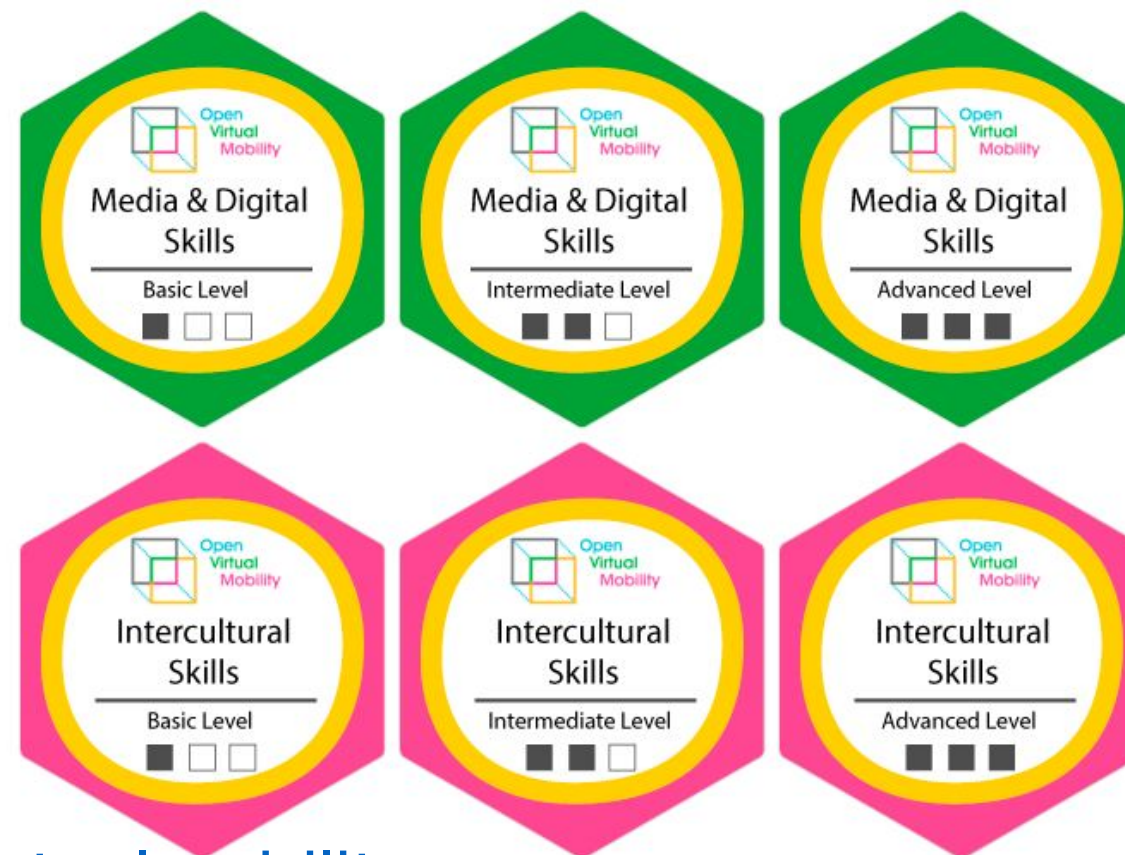 Open
Virtual
Mobility
Media & Digital
Skills
Basic Level
Open
Virtual
Mobility
Media & Digital
Skills
Intermediate Level
Open
Virtual
Mobility
Media & Digital
Skills
Advanced Level
Open
Virtual
Mobility
Intercultural
Skills
Basic Level
Open
Virtual
Mobility
Intercultural
Skills
Intermediate Level
Open
Virtual
Mobility
Intercultural
Skills
Advanced Level